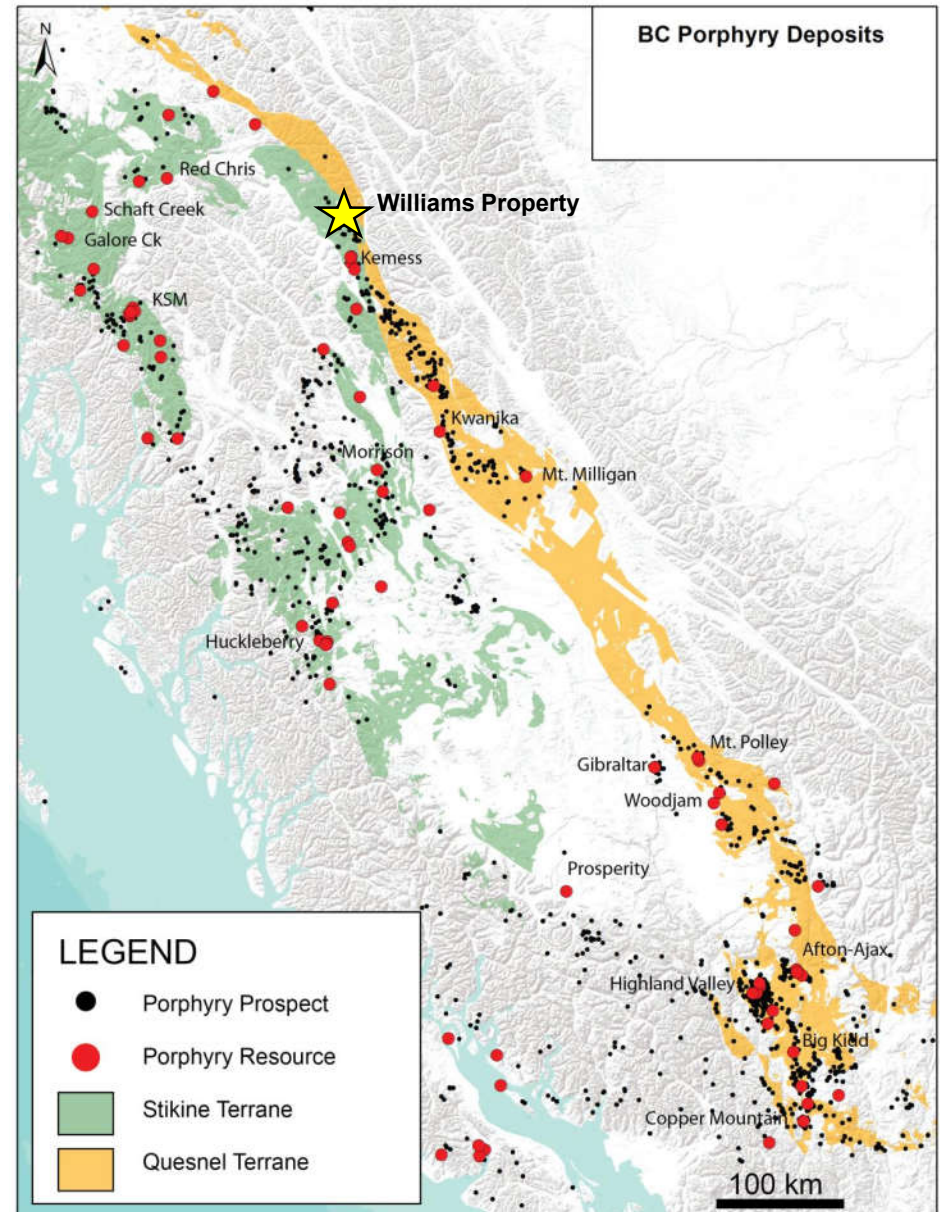 BC Porphyry Deposits
N
Red Chris
Williams Property
Schaft Creek
Galore Ck
Kemess
KSM
Kwanika
Morrison
Mt. Milligan
Huckleberry
Mt. Polley
Gibraltar
Woodjam
Prosperity
Afton-Ajax
Highland Valley
Big Kidd
Copper Mountain
LEGEND
Porphyry Prospect
Porphyry Resource
Stikine Terrane
Quesnel Terrane
100 km